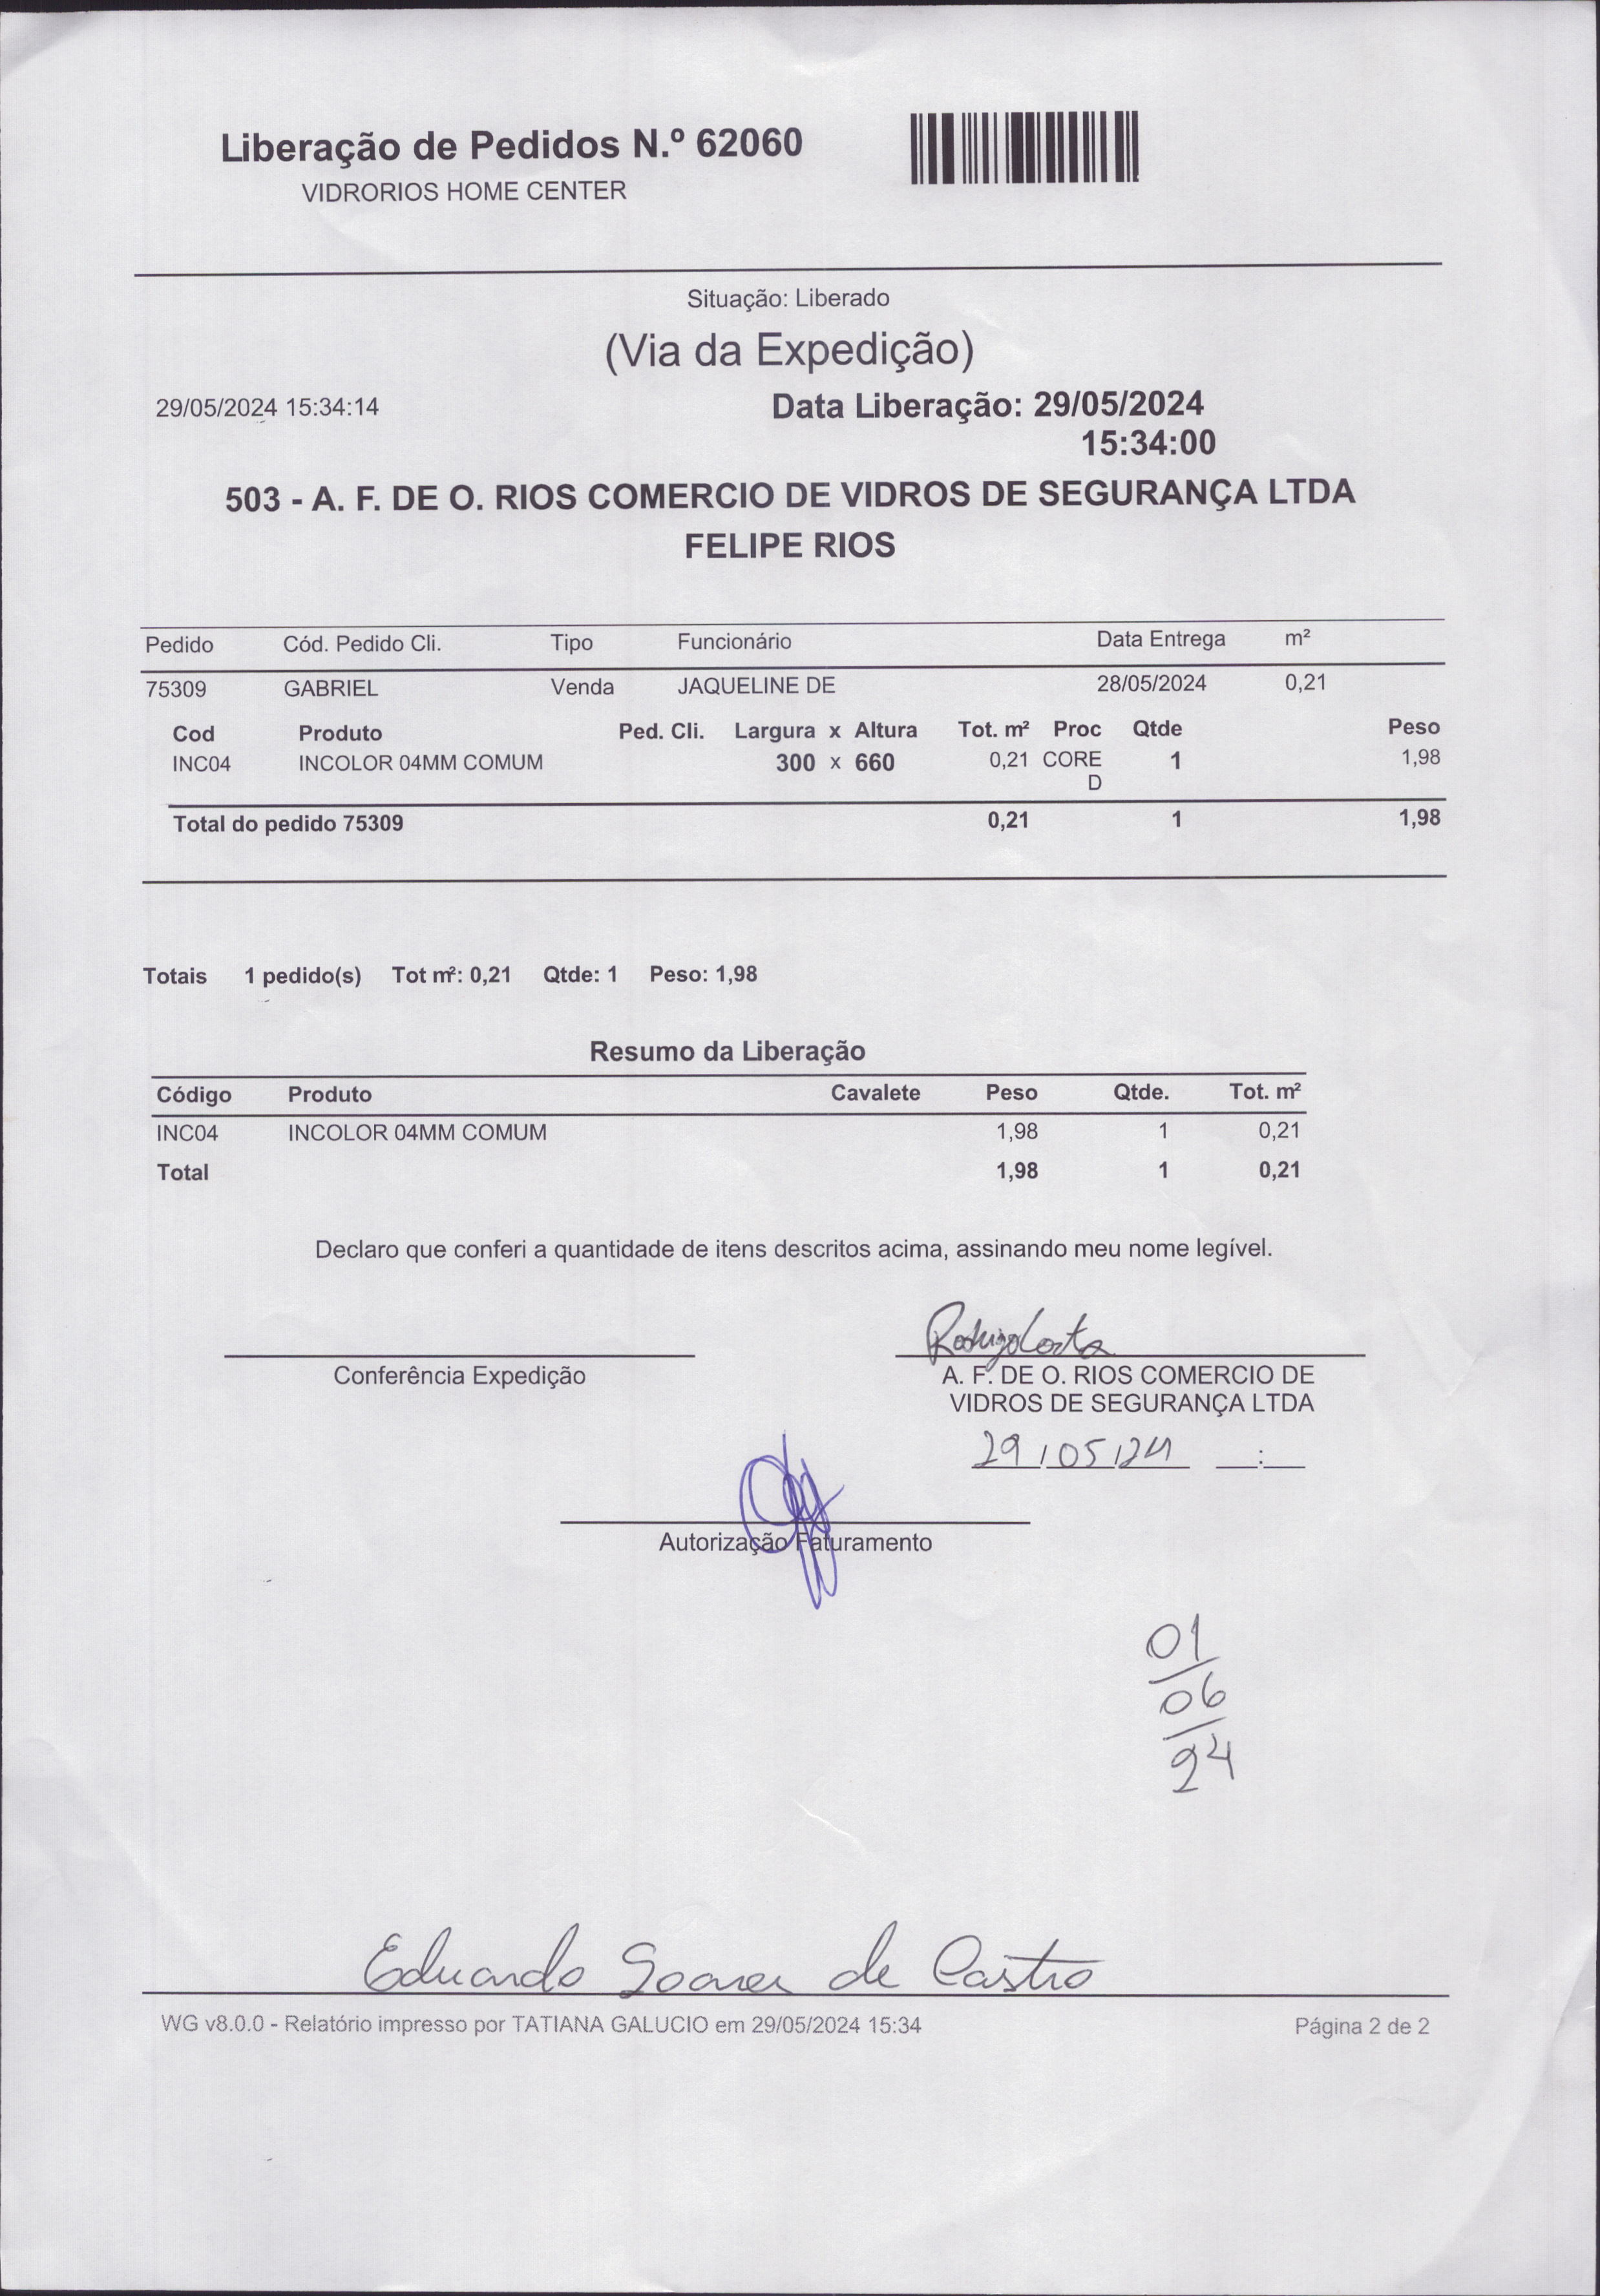 Liberação de Pedidos N.º 62060
VIDRORIOS HOME CENTER
Situação: Liberado
(Via da Expedição)
29/05/2024 15:34:14 Data Liberação: 29/05/2024
15:34:00
503 - A. F. DE O. RIOS COMERCIO DE VIDROS DE SEGURANÇA LTDA
FELIPE RIOS
Pedido Cód. Pedido Cli. Tipo Funcionário Data Entrega m²
75309 GABRIEL Venda JAQUELINE DE 28/05/2024 0,21
Cod Produto Ped. Cli. Largura x Altura Tot. m² Proc Qtde Peso
INC04 INCOLOR 04MM COMUM 300 x 660 0,21 CORE 1 1,98
D
Total do pedido 75309 0,21 1 1,98
Totais 1 pedido(s) Tot m²: 0,21 Qtde: 1 Peso: 1,98
Resumo da Liberação
Código Produto Cavalete Peso Qtde. Tot. m²
INC04 INCOLOR 04MM COMUM 1,98 1 0,21
Total 1,98 1 0,21
Declaro que conferi a quantidade de itens descritos acima, assinando meu nome legível.
Rodrigo Costa
Conferência Expedição A. F. DE O. RIOS COMERCIO DE
VIDROS DE SEGURANÇA LTDA
29/05/24 __:__
Autorização Faturamento
01
06
24
Eduardo Soares de Castro
WG v8.0.0 - Relatório impresso por TATIANA GALUCIO em 29/05/2024 15:34 Página 2 de 2